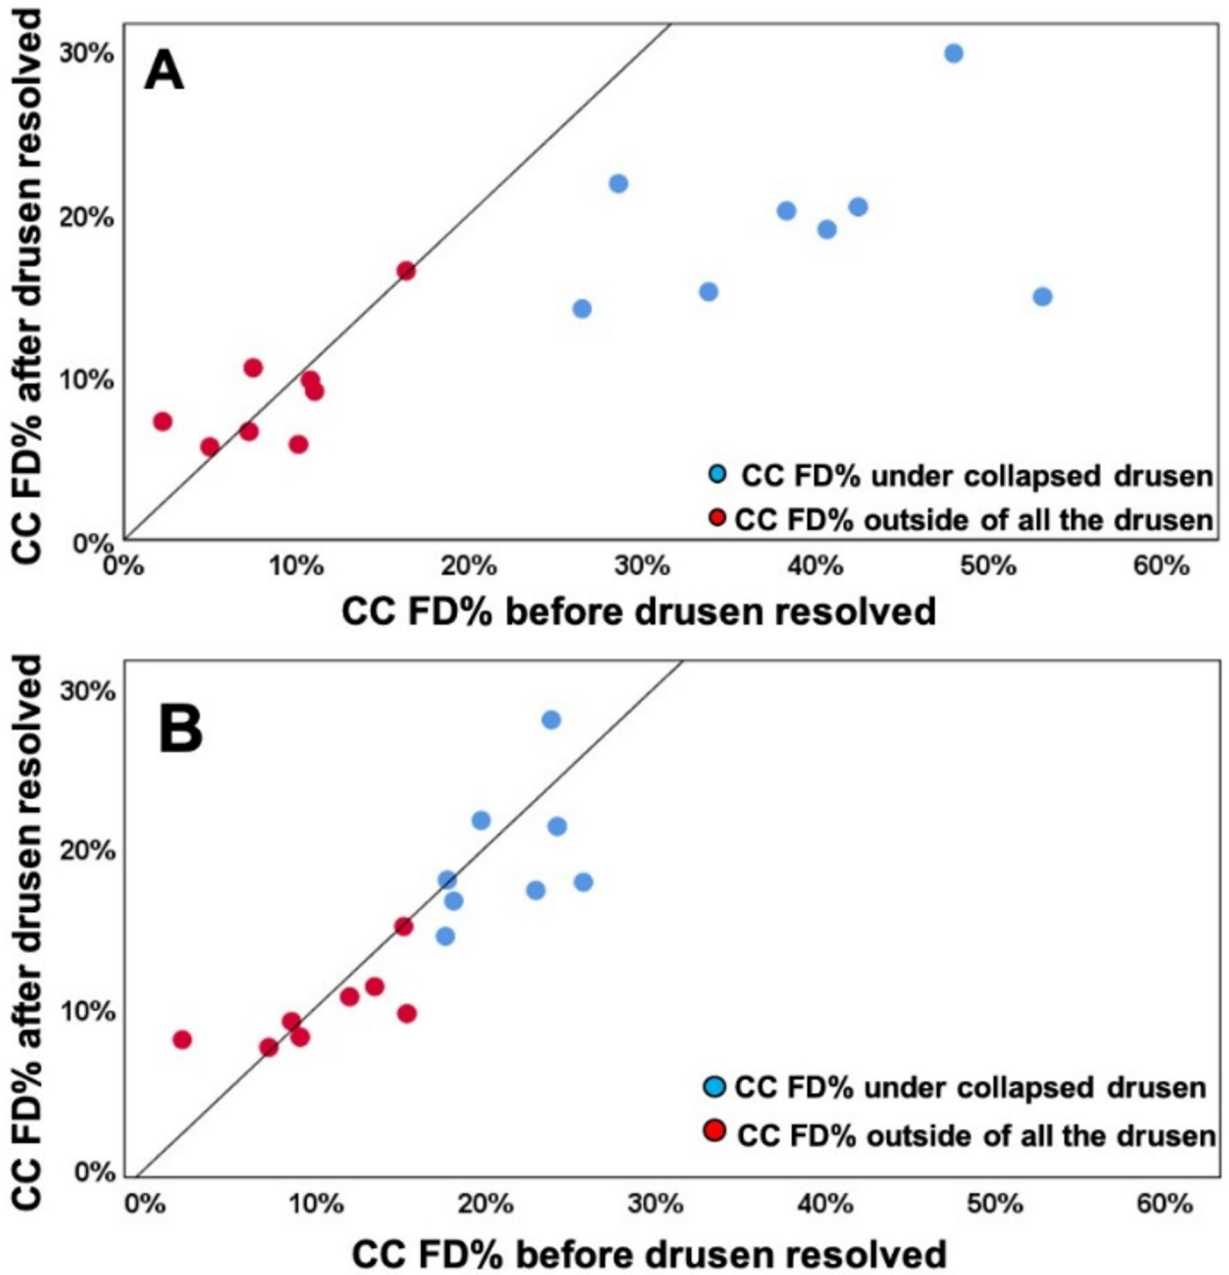 CC FD% after drusen resolved
A
30%
20%
10%
0%
CC FD% under collapsed drusen
CC FD% outside of all the drusen
0% 10% 20% 30% 40% 50% 60%
CC FD% before drusen resolved
CC FD% after drusen resolved
B
30%
20%
10%
0%
CC FD% under collapsed drusen
CC FD% outside of all the drusen
0% 10% 20% 30% 40% 50% 60%
CC FD% before drusen resolved